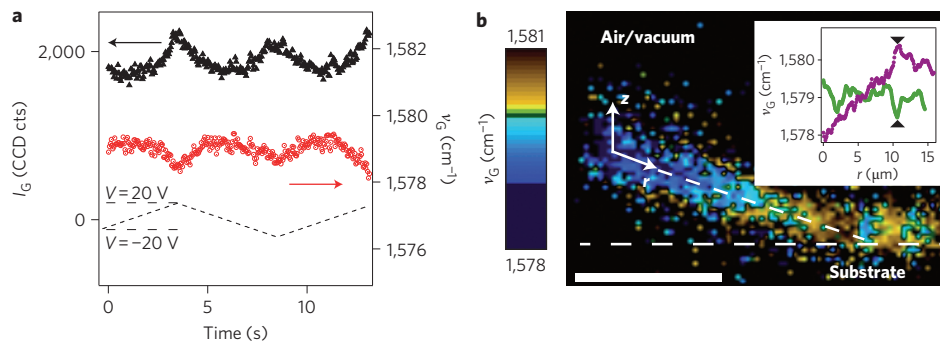 a
2,000
0
I_G (CCD cts)
1,582
1,580
1,578
1,576
ν_G (cm⁻¹)
V = 20 V
V = −20 V
0
5
10
Time (s)
b
1,581
ν_G (cm⁻¹)
1,578
Air/vacuum
z
r
Substrate
1,580
1,579
1,578
ν_G (cm⁻¹)
0
5
10
15
r (μm)